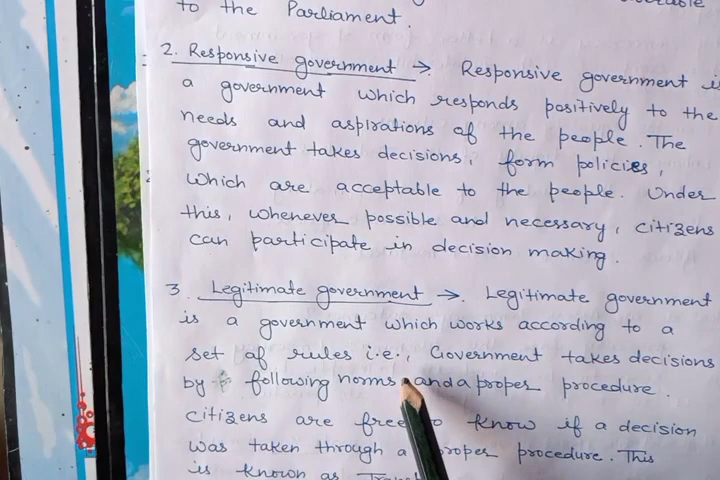 to the Parliament.
2. Responsive government →. Responsive government is
a government which responds positively to the
needs and aspirations of the people. The
government takes decisions, form policies,
which are acceptable to the people. Under
this, whenever possible and necessary, citizens
can participate in decision making.
3. Legitimate government →. Legitimate government
is a government which works according to a
set of rules i.e., Government takes decisions
by following norms and a proper procedure.
citizens are free to know if a decision
was taken through a proper procedure. This
is known as